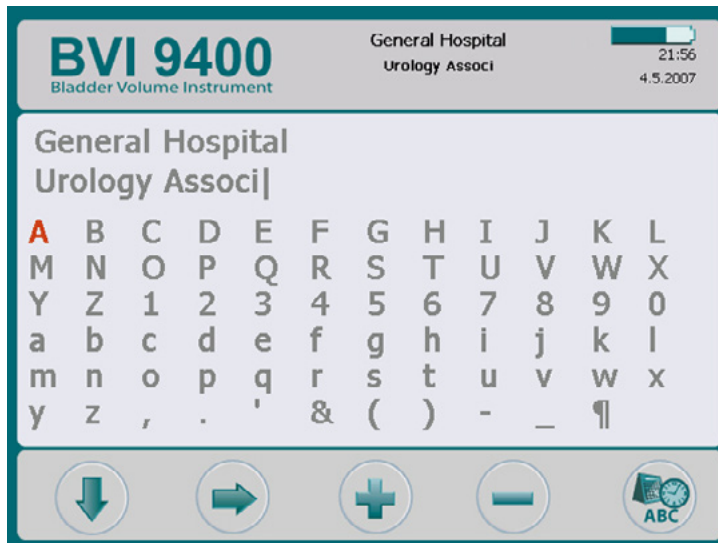 BVI 9400
Bladder Volume Instrument
General Hospital
Urology Associ
21:56
4.5.2007
General Hospital
Urology Associ|
A B C D E F G H I J K L
M N O P Q R S T U V W X
Y Z 1 2 3 4 5 6 7 8 9 0
a b c d e f g h i j k l
m n o p q r s t u v w x
y z , . ' & ( ) - _ ¶
ABC